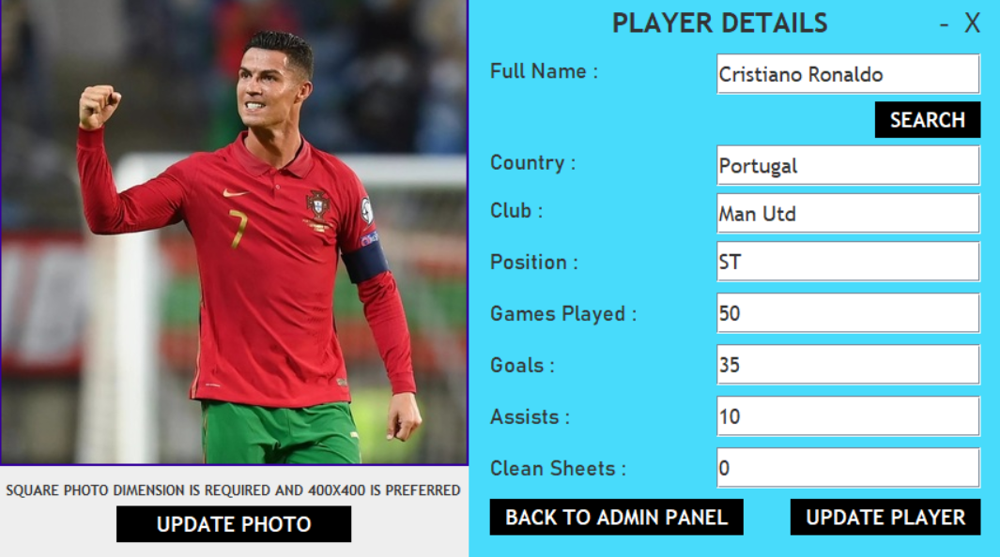 PLAYER DETAILS - X
Full Name : Cristiano Ronaldo
SEARCH
Country : Portugal
Club : Man Utd
Position : ST
Games Played : 50
Goals : 35
Assists : 10
Clean Sheets : 0
BACK TO ADMIN PANEL UPDATE PLAYER
7
SQUARE PHOTO DIMENSION IS REQUIRED AND 400X400 IS PREFERRED
UPDATE PHOTO